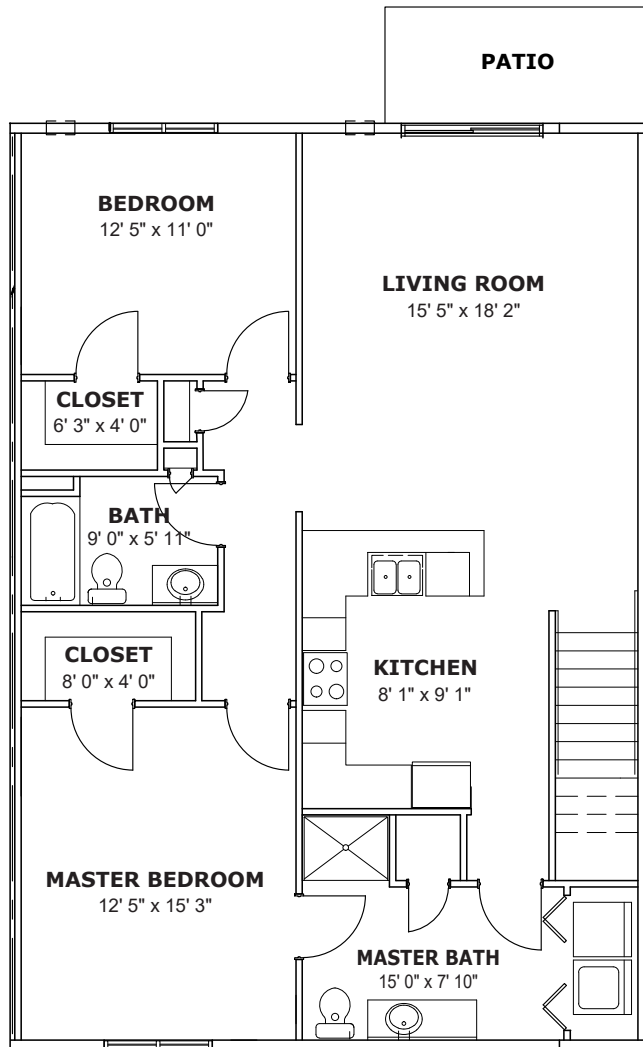 PATIO
BEDROOM
12' 5" x 11' 0"
LIVING ROOM
15' 5" x 18' 2"
CLOSET
6' 3" x 4' 0"
BATH
9' 0" x 5' 11"
CLOSET
8' 0" x 4' 0"
KITCHEN
8' 1" x 9' 1"
MASTER BEDROOM
12' 5" x 15' 3"
MASTER BATH
15' 0" x 7' 10"